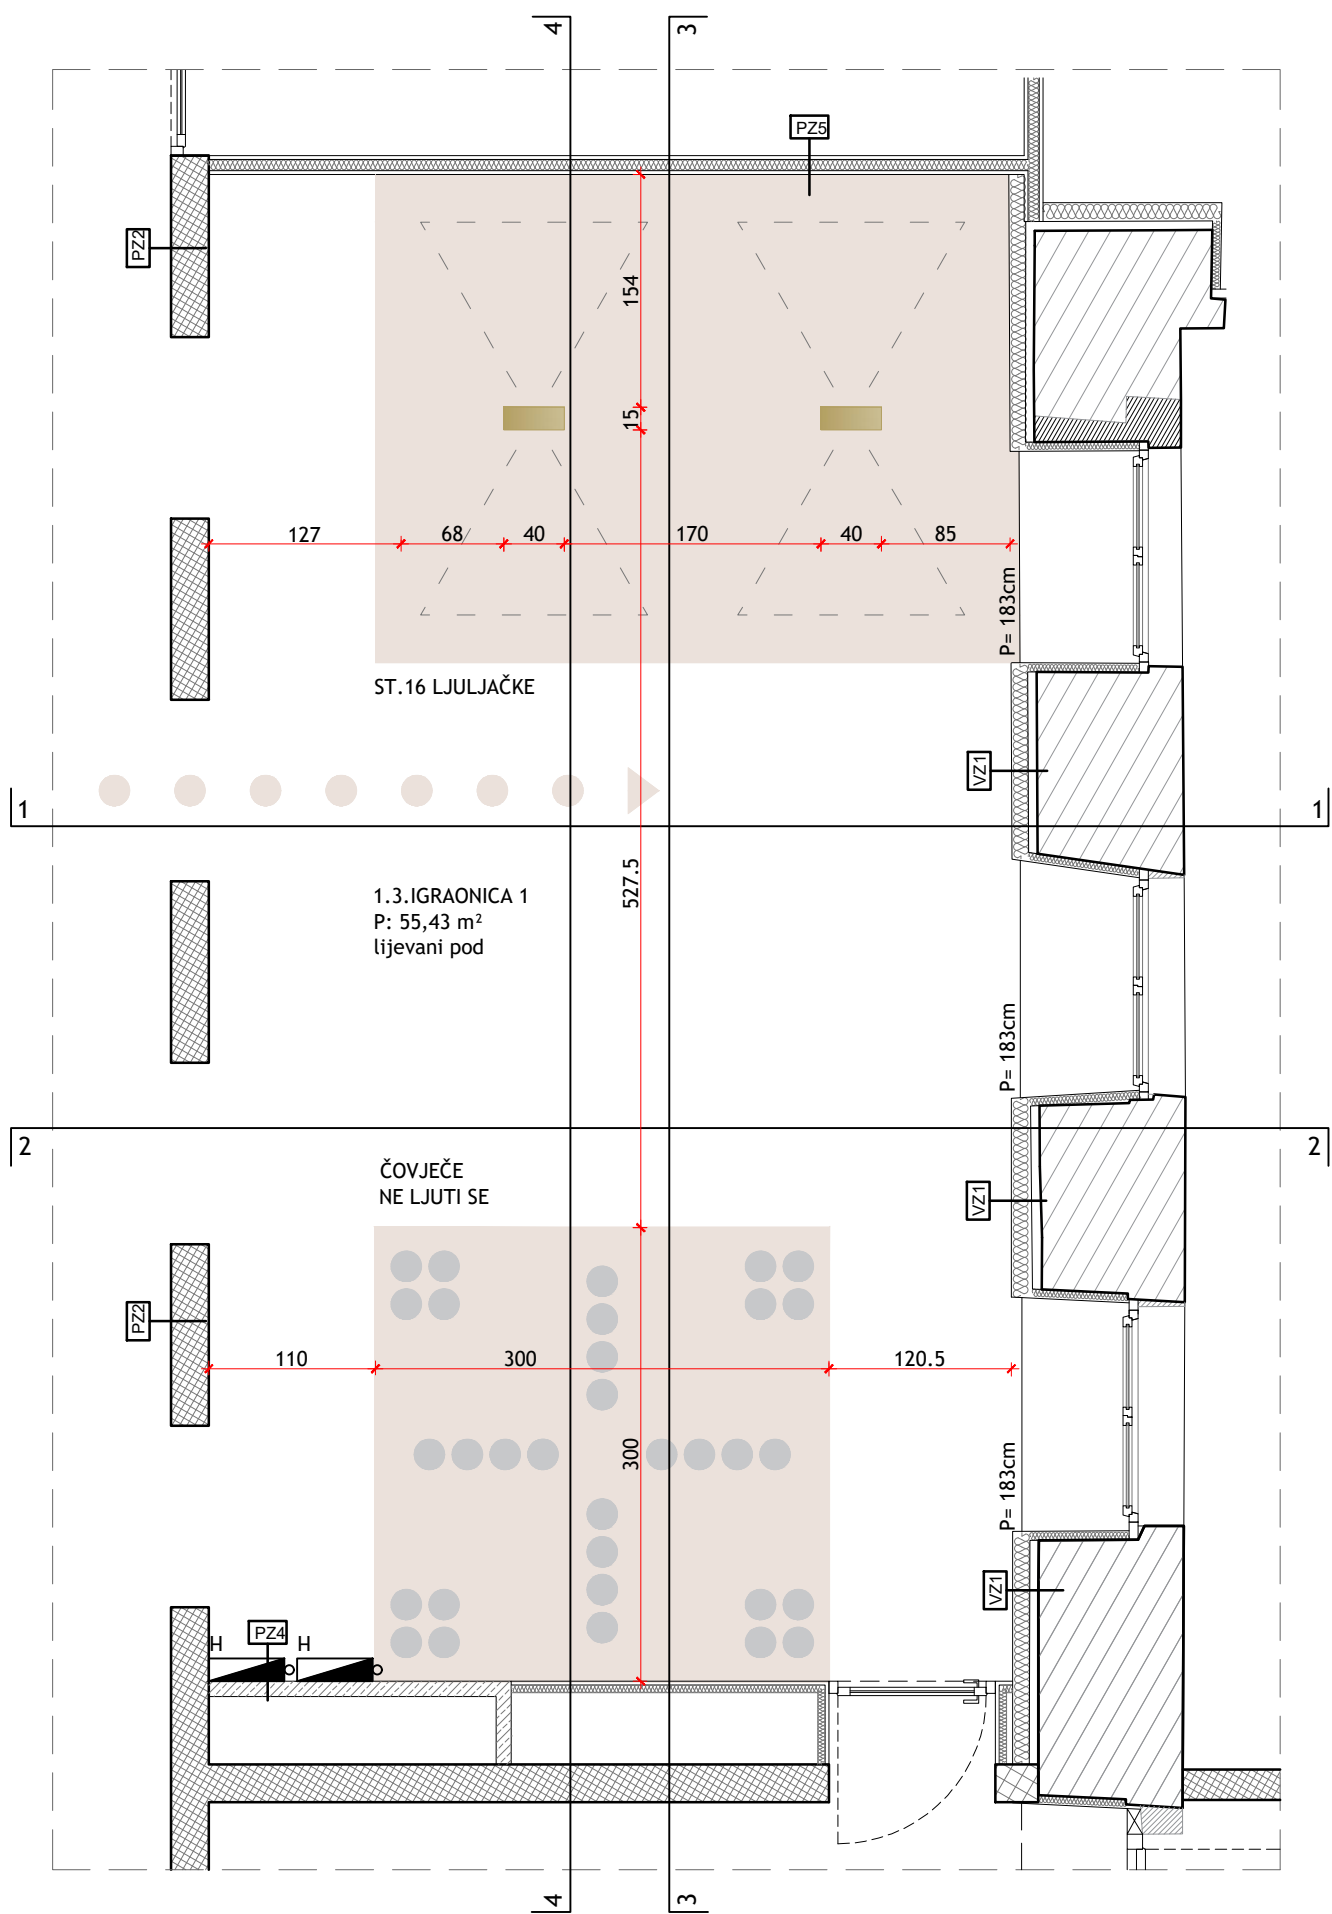 4
3
PZ5
PZ2
154
15
127
68
40
170
40
85
P= 183cm
ST.16 LJULJAČKE
VZ1
1
1
527.5
1.3.IGRAONICA 1
P: 55,43 m²
lijevani pod
P= 183cm
2
2
ČOVJEČE
NE LJUTI SE
VZ1
PZ2
110
300
120.5
300
P= 183cm
VZ1
PZ4
H
H
4
3